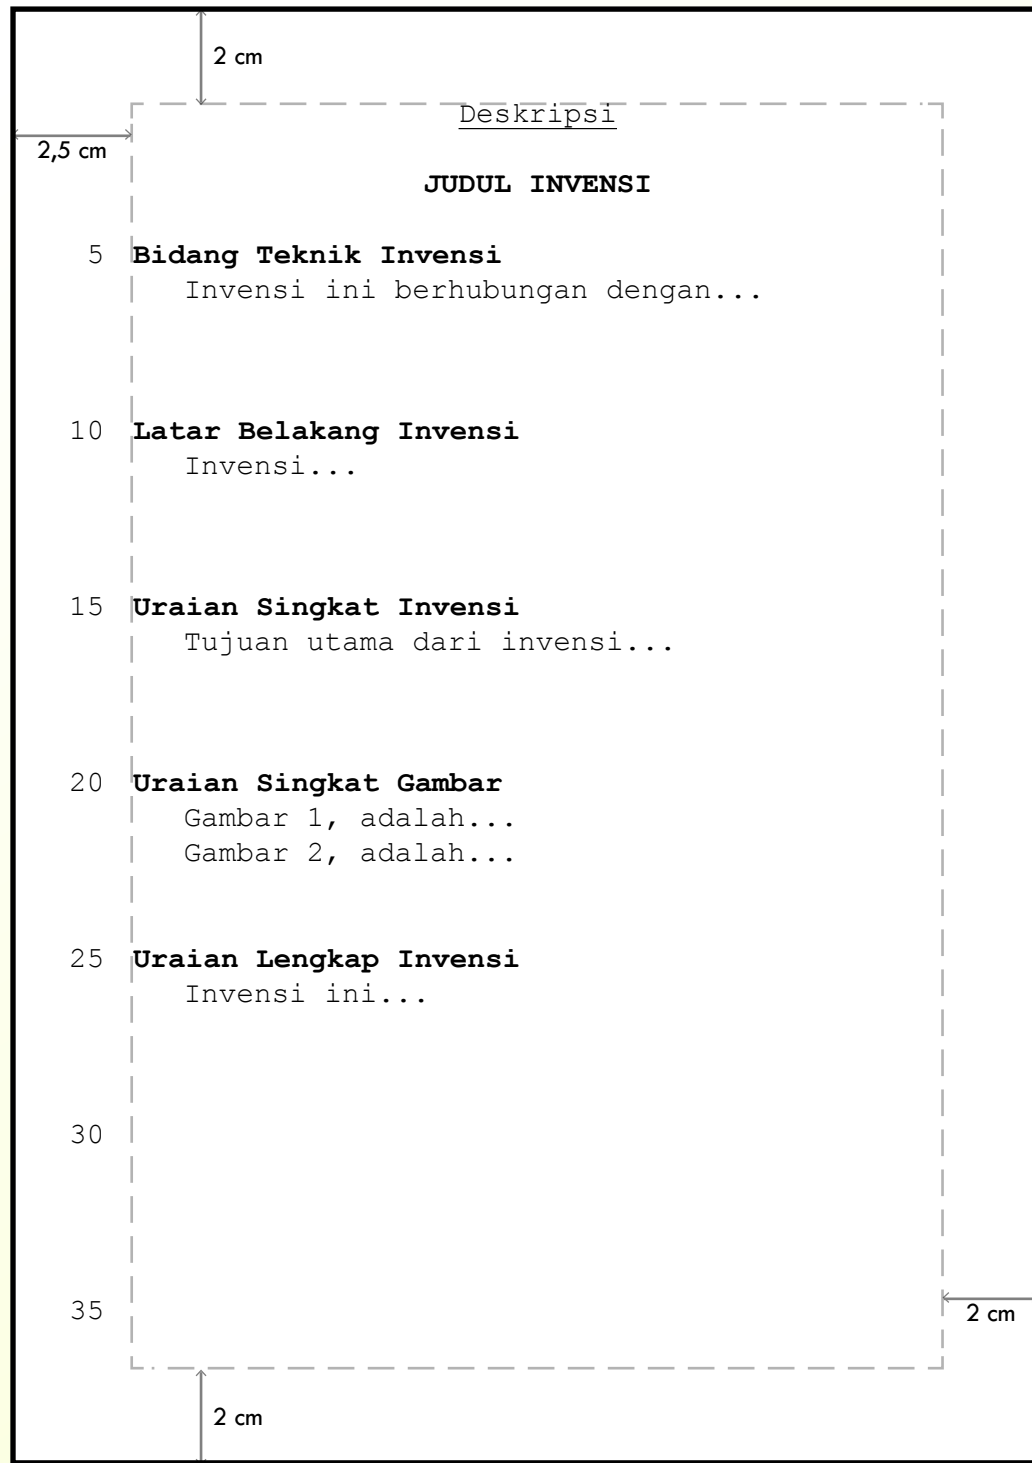 2 cm
Deskripsi
2,5 cm
JUDUL INVENSI
5 Bidang Teknik Invensi
Invensi ini berhubungan dengan...
10 Latar Belakang Invensi
Invensi...
15 Uraian Singkat Invensi
Tujuan utama dari invensi...
20 Uraian Singkat Gambar
Gambar 1, adalah...
Gambar 2, adalah...
25 Uraian Lengkap Invensi
Invensi ini...
30
35
2 cm
2 cm